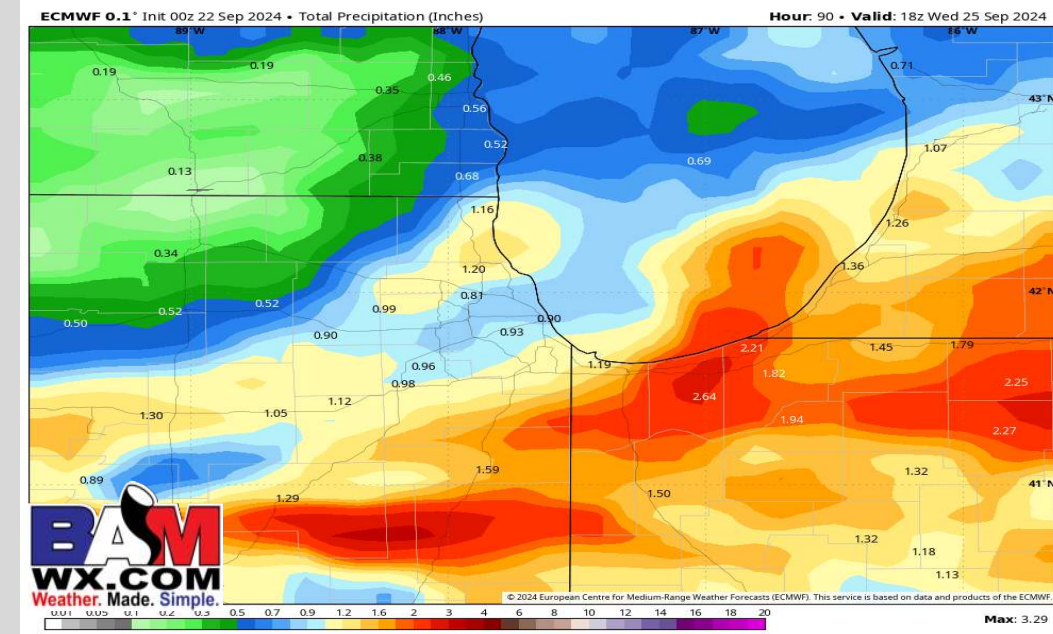 ECMWF 0.1° Init 00z 22 Sep 2024 • Total Precipitation (Inches) Hour: 90 • Valid: 18z Wed 25 Sep 2024
89°W 88°W 87°W 86°W
0.19 0.19 0.46 0.71
0.35
43°N
0.56
0.52 1.07
0.38 0.69
0.13 0.68
1.16
1.26
0.34
1.20 1.36
0.81 42°N
0.52 0.52 0.99
0.50 0.90
0.90 0.93
2.21 1.45 1.79
0.96 1.19
0.98 1.82 2.25
1.12 2.64
1.30 1.05
1.94
2.27
1.59 1.32
0.89 41°N
1.29 1.50
1.32
1.18
1.13
BAM
WX.COM
Weather. Made. Simple.
© 2024 European Centre for Medium-Range Weather Forecasts (ECMWF). This service is based on data and products of the ECMWF.
0.01 0.05 0.1 0.2 0.3 0.5 0.7 0.9 1.2 1.6 2 3 4 5 6 8 10 12 14 16 18 20
Max: 3.29